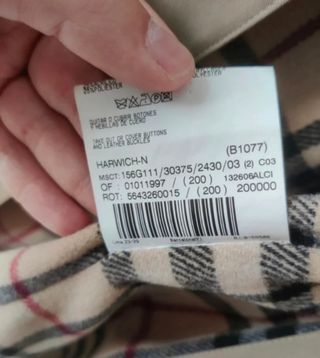 QUITAR O CUBRIR BOTONES
Y HEBILLAS DE CUERO
TAKE OUT OR COVER BUTTONS
AND LEATHER BUCKLES
HARWICH-N (B1077)
MSCT: 156G111/30375/2430/03 (2) C03
OF : 01011997 / (200) 132606ALCI
ROT: 5643260015 / (200) 200000
Barcelona